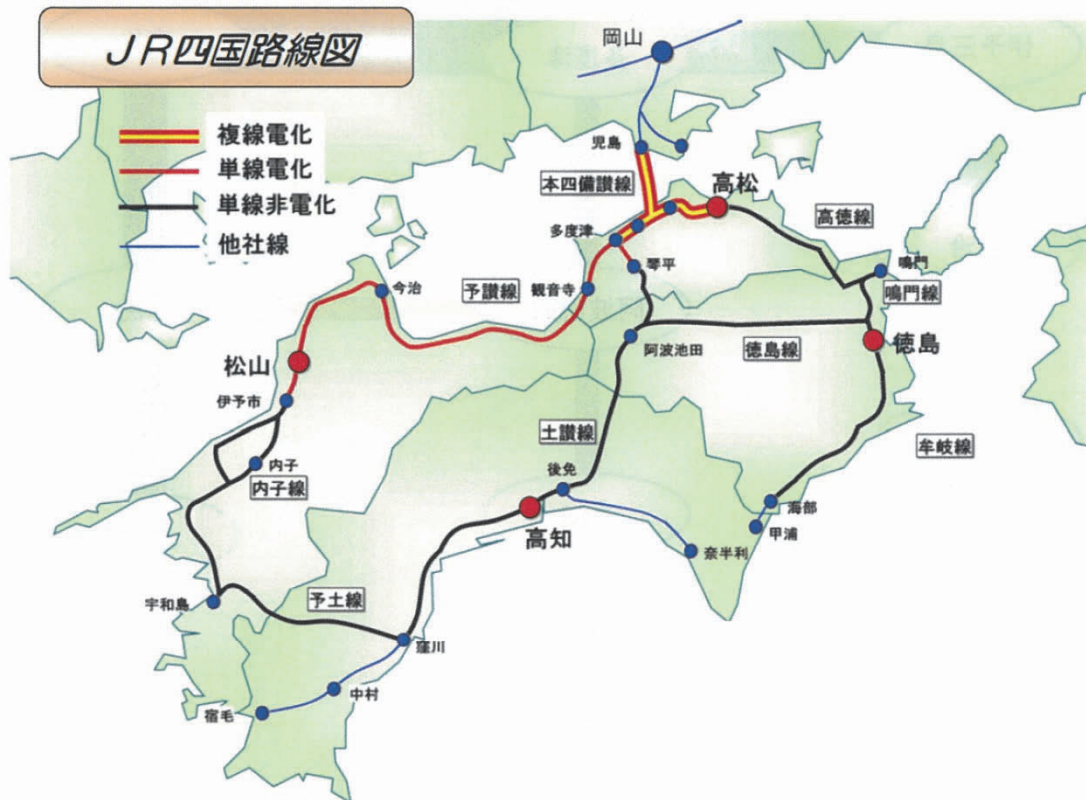 JR四国路線図
複線電化
単線電化
単線非電化
他社線
岡山
児島
本四備讃線
高松
高徳線
多度津
琴平
鳴門
鳴門線
今治
予讃線
観音寺
松山
阿波池田
徳島線
徳島
伊予市
土讃線
牟岐線
内子
内子線
後免
海部
高知
甲浦
奈半利
宇和島
予土線
窪川
中村
宿毛